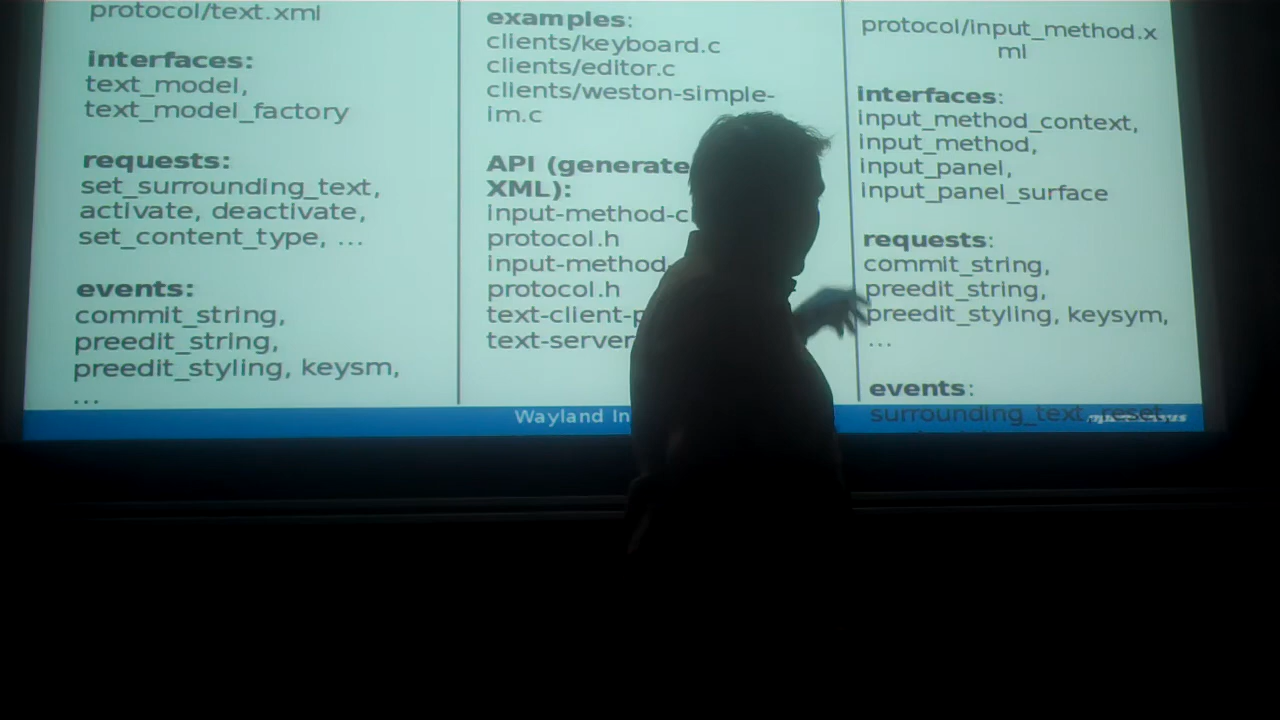 protocol/text.xml
interfaces:
text_model,
text_model_factory
requests:
set_surrounding_text,
activate, deactivate,
set_content_type, ...
events:
commit_string,
preedit_string,
preedit_styling, keysm,
...
examples:
clients/keyboard.c
clients/editor.c
clients/weston-simple-
im.c
API (generate
XML):
input-method-c
protocol.h
input-method-
protocol.h
text-client-p
text-server
protocol/input_method.x
ml
interfaces:
input_method_context,
input_method,
input_panel,
input_panel_surface
requests:
commit_string,
preedit_string,
preedit_styling, keysym,
...
events:
surrounding_text, reset,
Wayland In